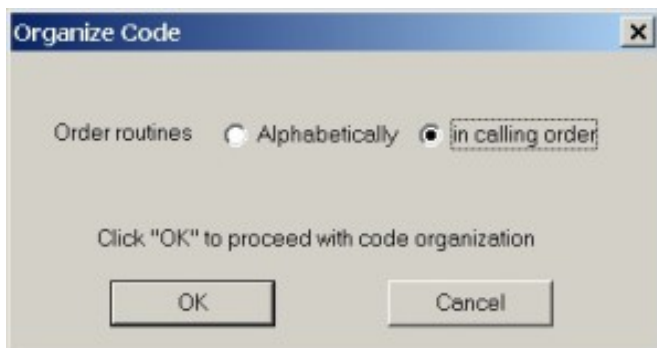 Organize Code
Order routines Alphabetically in calling order
Click "OK" to proceed with code organization
OK Cancel